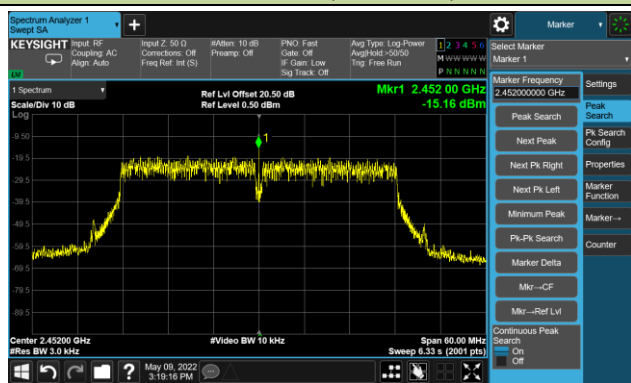 Spectrum Analyzer 1
Swept SA
+
Marker
KEYSIGHT
Input: RF
Coupling: AC
Align: Auto
Input Z: 50 Ω
Corrections: Off
Freq Ref: Int (S)
#Atten: 10 dB
Preamp: Off
PNO: Fast
Gate: Off
IF Gain: Low
Sig Track: Off
Avg Type: Log-Power
Avg|Hold:>50/50
Trig: Free Run
1 2 3 4 5 6
M W W W W W
P N N N N N
Select Marker
Marker 1
1 Spectrum
Scale/Div 10 dB
Log
Ref Lvl Offset 20.50 dB
Ref Level 0.50 dBm
Mkr1 2.452 00 GHz
-15.16 dBm
1
-9.50
-19.5
-29.5
-39.5
-49.5
-59.5
-69.5
-79.5
-89.5
Center 2.45200 GHz
#Res BW 3.0 kHz
#Video BW 10 kHz
Span 60.00 MHz
Sweep 6.33 s (2001 pts)
Marker Frequency
2.452000000 GHz
Peak Search
Next Peak
Next Pk Right
Next Pk Left
Minimum Peak
Pk-Pk Search
Marker Delta
Mkr→CF
Mkr→Ref Lvl
Continuous Peak
Search
On
Off
Settings
Peak
Search
Pk Search
Config
Properties
Marker
Function
Marker→
Counter
?
May 09, 2022
3:19:16 PM